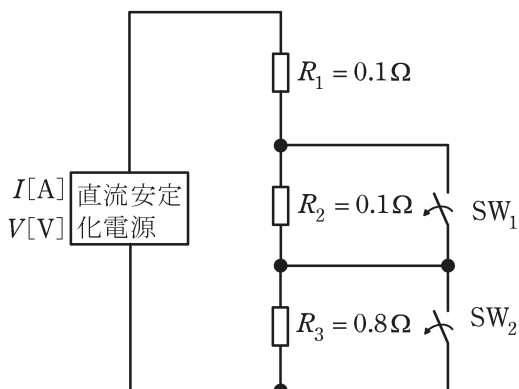 R₁ = 0.1Ω
I[A]
V[V]
直流安定
化電源
R₂ = 0.1Ω
SW₁
R₃ = 0.8Ω
SW₂